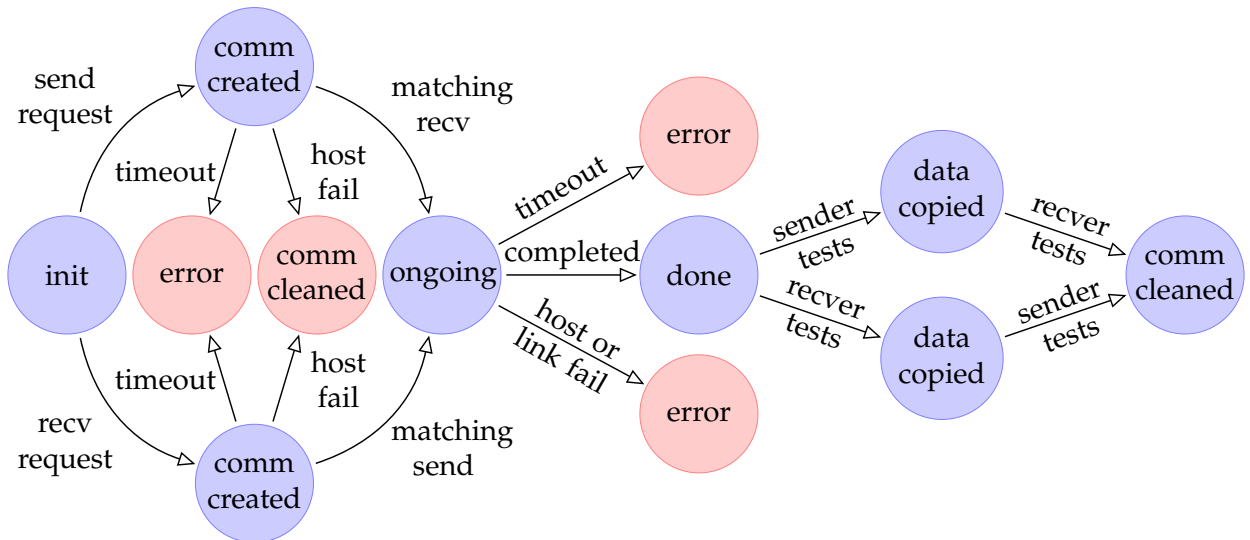 comm
created
send
request
matching
recv
error
timeout
host
fail
timeout
data
copied
sender
tests
recver
tests
init
error
comm
cleaned
ongoing
completed
done
comm
cleaned
recver
tests
sender
tests
host or
link fail
data
copied
timeout
host
fail
error
recv
request
matching
send
comm
created